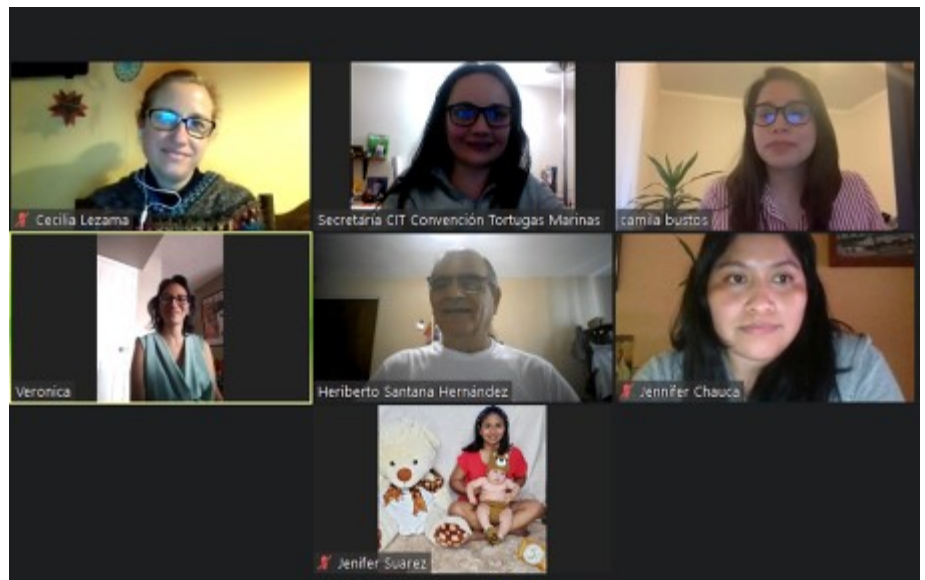 Cecilia Lezama
Secretaría CIT Convención Tortugas Marinas
camila bustos
Veronica
Heriberto Santana Hernández
Jennifer Chauca
Jenifer Suarez